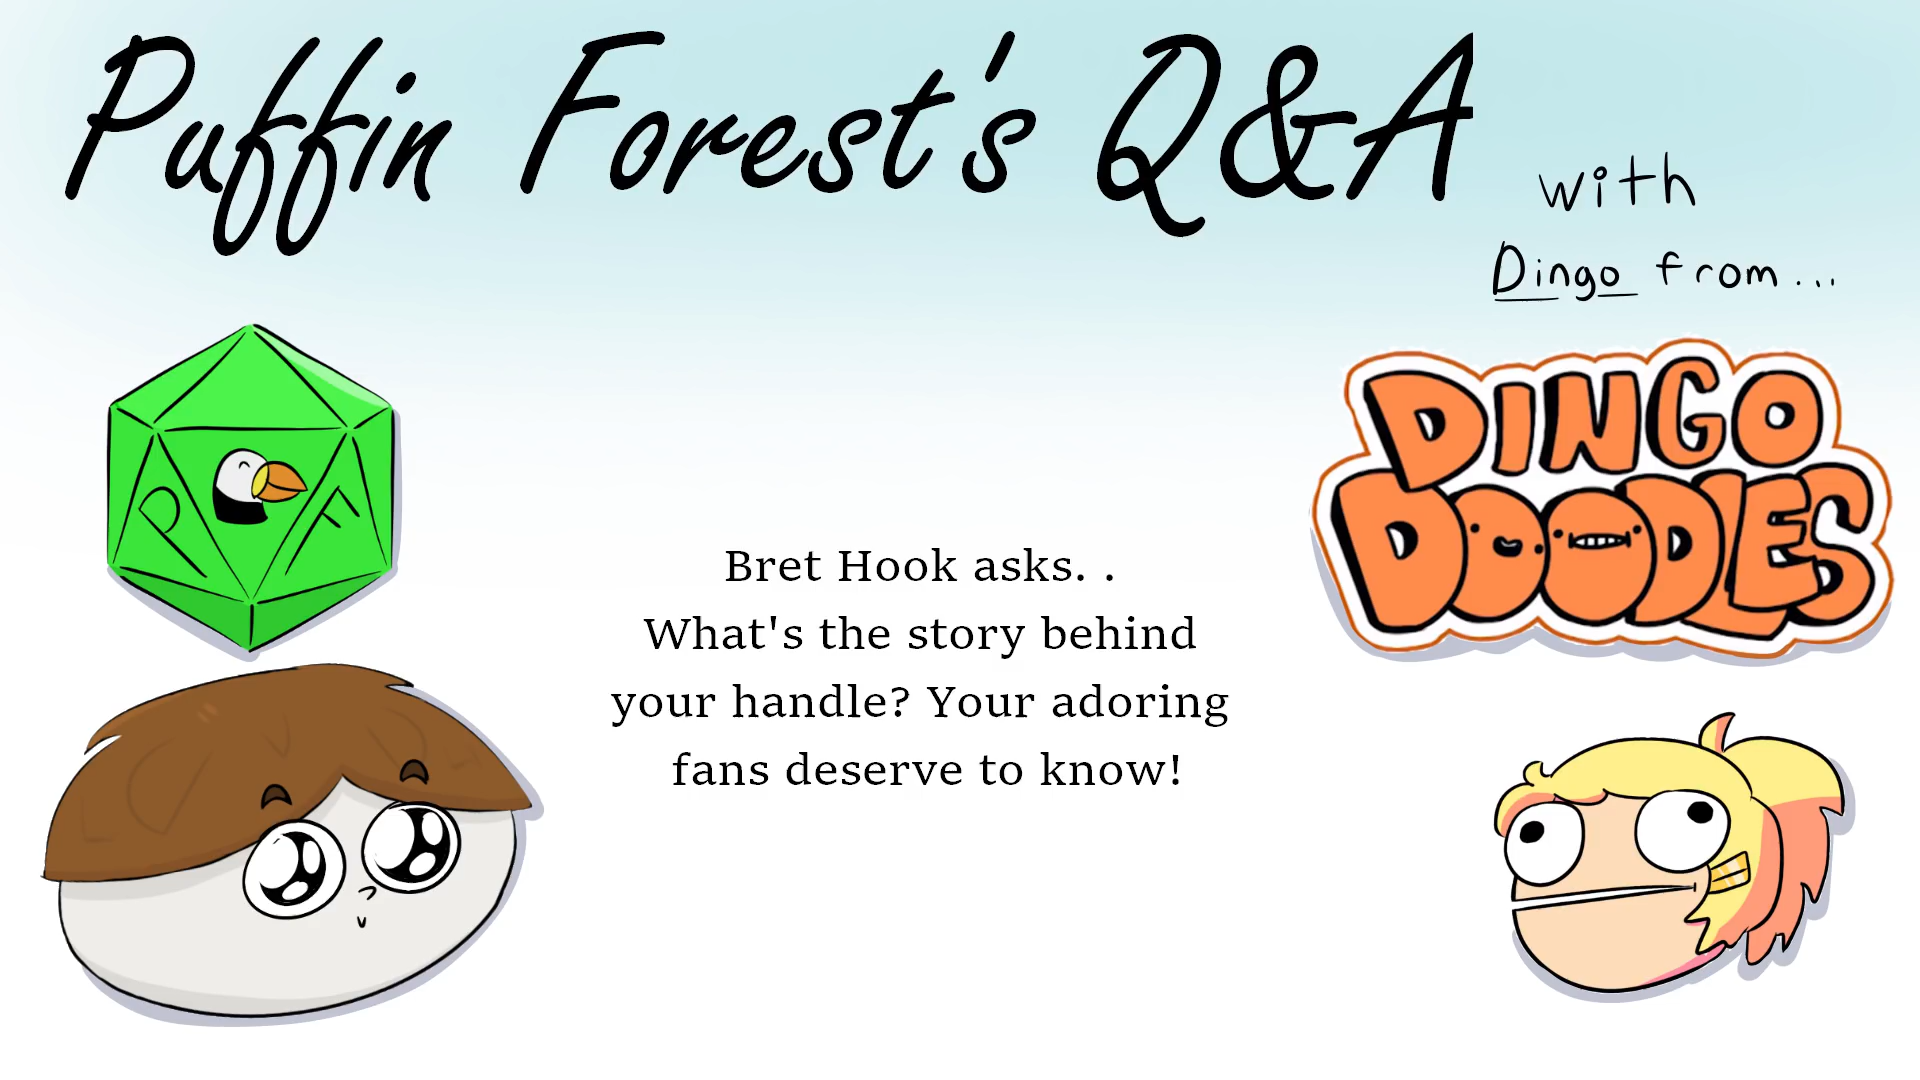 Puffin Forest's Q&A
with
Dingo from...
P F
DINGO
DOODLES
Bret Hook asks. .
What's the story behind
your handle? Your adoring
fans deserve to know!